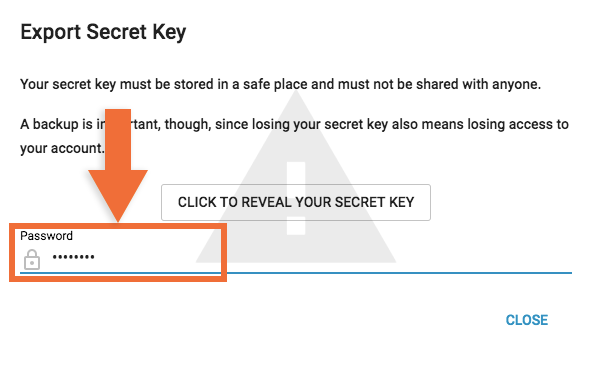 Export Secret Key
Your secret key must be stored in a safe place and must not be shared with anyone.
A backup is in rtant, though, since losing your secret key also means losing access to
your account.
CLICK TO REVEAL YOUR SECRET KEY
Password
••••••••
CLOSE